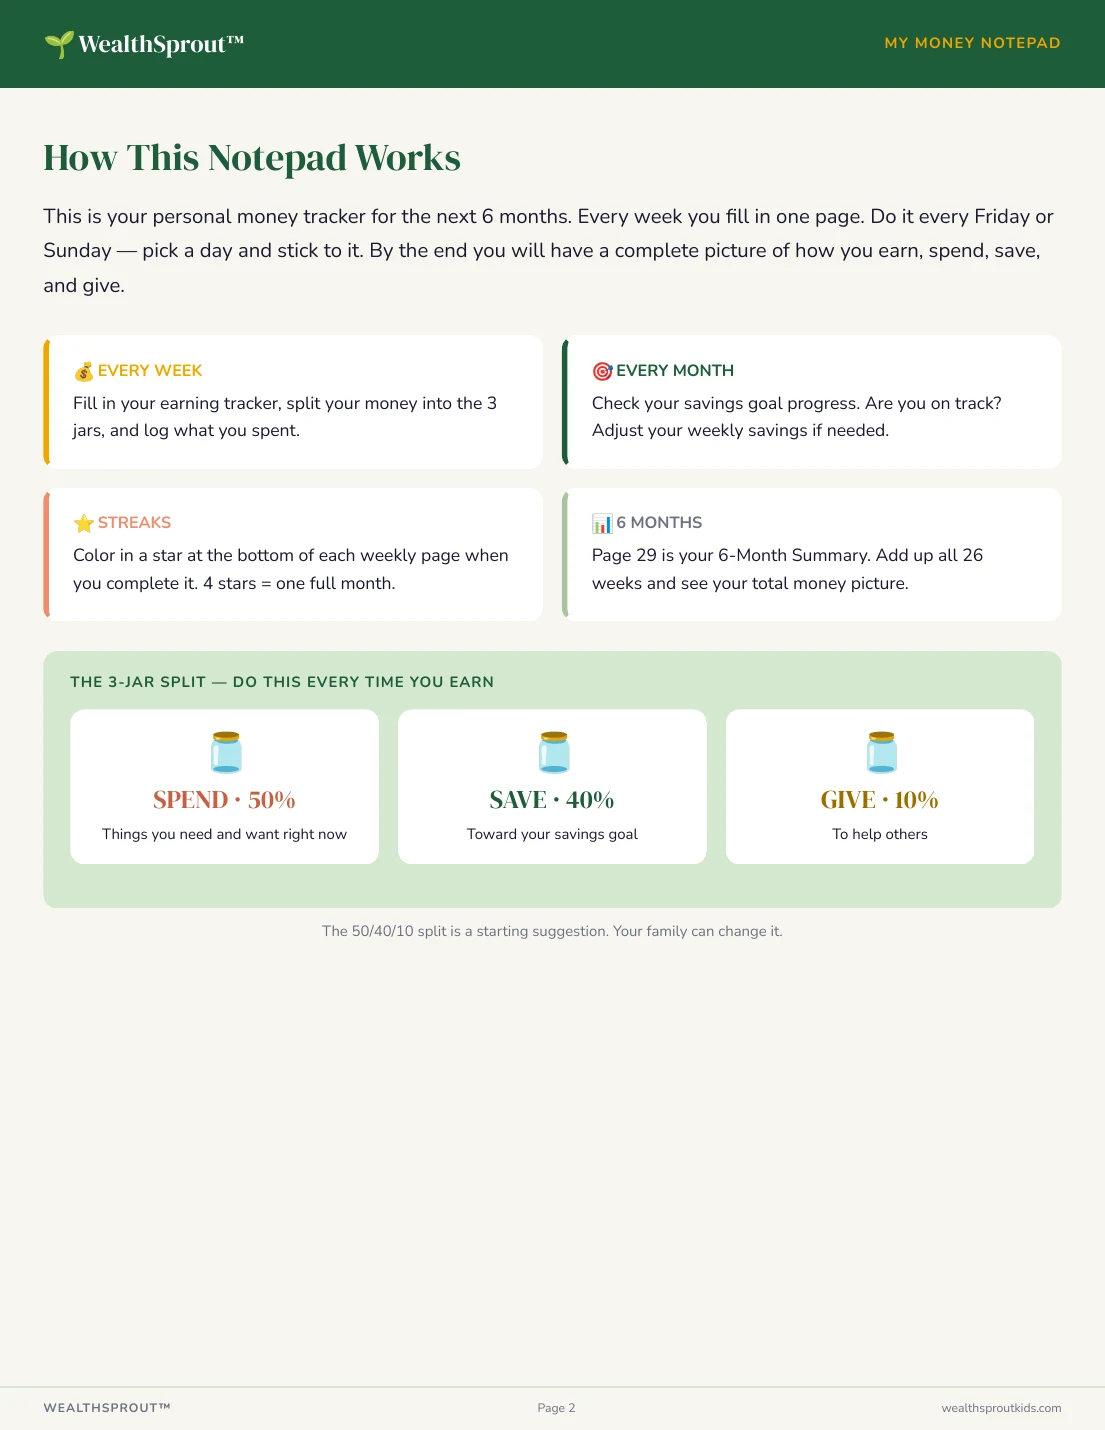 WealthSprout™
MY MONEY NOTEPAD
How This Notepad Works
This is your personal money tracker for the next 6 months. Every week you fill in one page. Do it every Friday or
Sunday — pick a day and stick to it. By the end you will have a complete picture of how you earn, spend, save,
and give.
EVERY WEEK
Fill in your earning tracker, split your money into the 3
jars, and log what you spent.
EVERY MONTH
Check your savings goal progress. Are you on track?
Adjust your weekly savings if needed.
STREAKS
Color in a star at the bottom of each weekly page when
you complete it. 4 stars = one full month.
6 MONTHS
Page 29 is your 6-Month Summary. Add up all 26
weeks and see your total money picture.
THE 3-JAR SPLIT — DO THIS EVERY TIME YOU EARN
SPEND · 50%
Things you need and want right now
SAVE · 40%
Toward your savings goal
GIVE · 10%
To help others
The 50/40/10 split is a starting suggestion. Your family can change it.
WEALTHSPROUT™
Page 2
wealthsproutkids.com